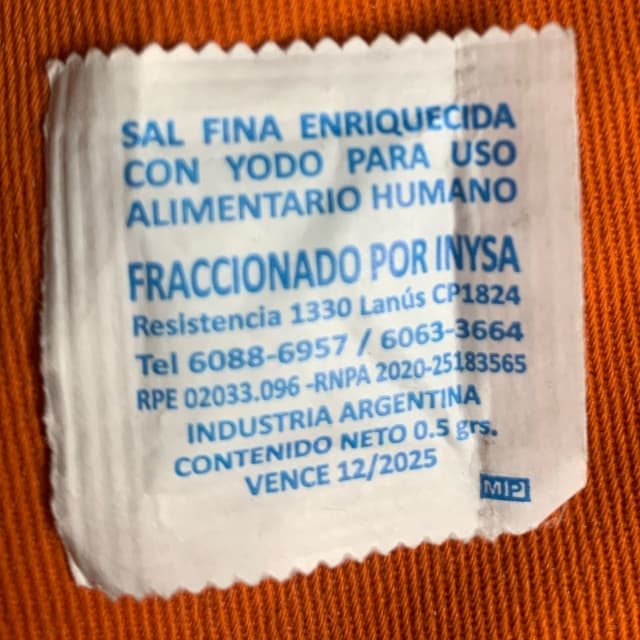 SAL FINA ENRIQUECIDA
CON YODO PARA USO
ALIMENTARIO HUMANO
FRACCIONADO POR INYSA
Resistencia 1330 Lanús CP1824
Tel 6088-6957 / 6063-3664
RPE 02033.096 -RNPA 2020-25183565
INDUSTRIA ARGENTINA
CONTENIDO NETO 0.5 grs.
VENCE 12/2025
MIPI